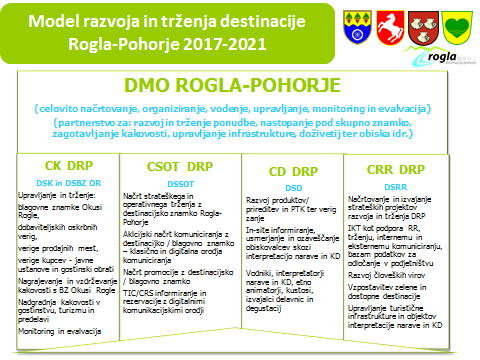 Model razvoja in trženja destinacije
Rogla-Pohorje 2017-2021
rogla
DMO ROGLA-POHORJE
(celovito načrtovanje, organiziranje, vodenje, upravljanje, monitoring in evalvacija)
(partnerstvo za: razvoj in trženje ponudbe, nastopanje pod skupno znamko,
zagotavljanje kakovosti, upravljanje infrastrukture, doživetij ter obiska idr.)
CK DRP
DSK in DSBZ OR
Upravljanje in trženje:
blagovne znamke Okusi
Rogle,
dobaviteljskih oskrbnih
verig,
verige prodajnih mest,
verige kupcev - javne
ustanove in gostinski obrati
Nagrajevanje in vzdrževanje
kakovosti s BZ Okusi Rogle
Nadgradnja kakovosti v
gostinstvu, turizmu in
predelavi
Monitoring in evalvacija
CSOT DRP
DSSOT
Načrt strateškega in
operativnega trženja z
destinacijsko znamko Rogla-
Pohorje
Akcijski načrt komuniciranja z
destinacijko / blagovno znamko
– klasično in digitalna orodja
komuniciranja
Načrt promocije z destinacijsko
/ blagovno znamko
TIC/CRS informiranje in
rezervacije z digitalnimi
komunikacijskimi orodji
CD DRP
DSD
Razvoj produktov/
prireditev in PTK ter verig
zanje
In-site informiranje,
usmerjanje in ozaveščanje
obiskovalcev skozi
interpretacijo narave in KD
Vodniki, interpretatorji
narave in KD, etno
animatorji, kustosi,
izvajalci delavnic in
degustacij
CRR DRP
DSRR
Načrtovanje in izvajanje
strateških projektov
razvoja in trženja DRP
IKT kot podpora RR,
trženju, internemu in
eksternemu komuniciranju,
bazam podatkov za
odločanje v podjetništvu
Razvoj človeških virov
Vzpostavitev zelene in
dostopne destinacije
Upravljanje turistične
infrastrukture in objektov
interpretacije narave in KD